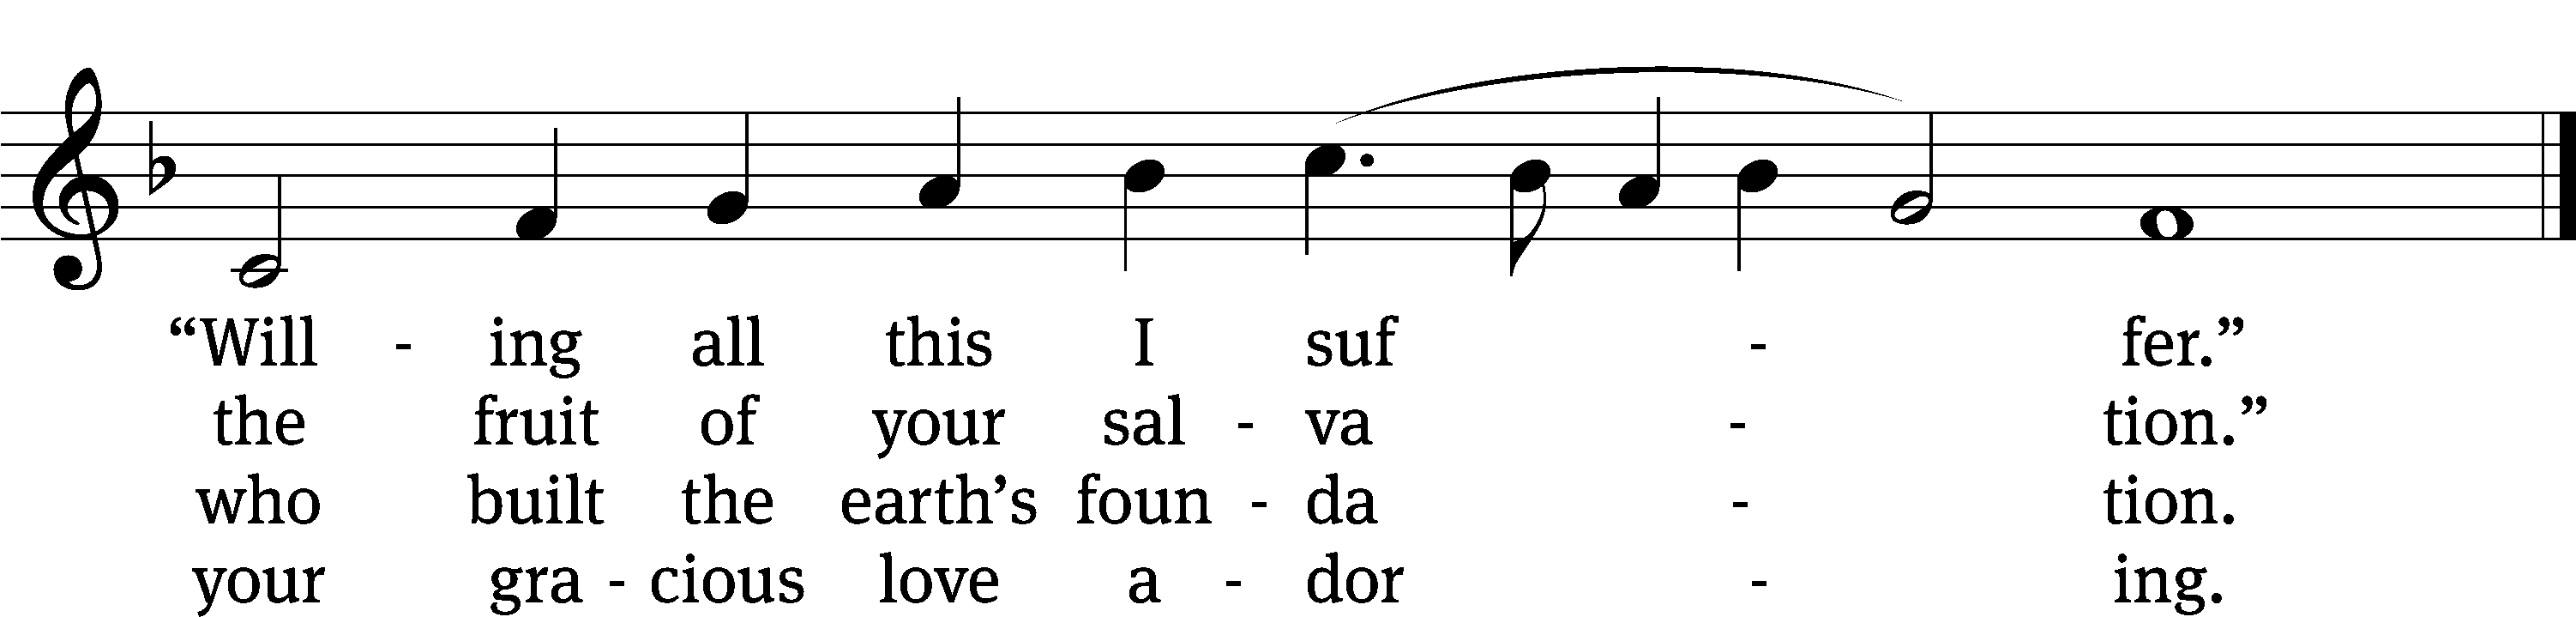 “Will - ing all this I suf - fer.”
the fruit of your sal - va - tion.”
who built the earth’s foun - da - tion.
your gra - cious love a - dor - ing.